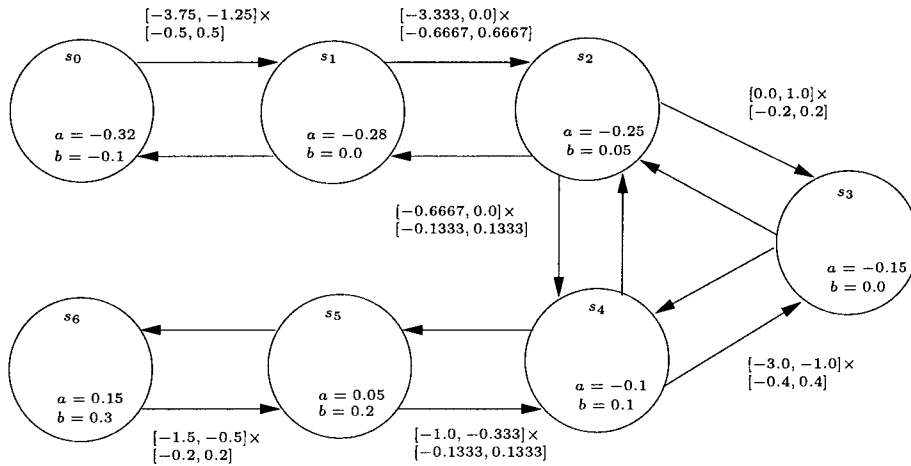 [−3.75, −1.25]×
[−0.5, 0.5]
[−3.333, 0.0]×
[−0.6667, 0.6667]
s0
a = −0.32
b = −0.1
s1
a = −0.28
b = 0.0
s2
a = −0.25
b = 0.05
[0.0, 1.0]×
[−0.2, 0.2]
s3
a = −0.15
b = 0.0
[−0.6667, 0.0]×
[−0.1333, 0.1333]
s6
a = 0.15
b = 0.3
s5
a = 0.05
b = 0.2
s4
a = −0.1
b = 0.1
[−3.0, −1.0]×
[−0.4, 0.4]
[−1.5, −0.5]×
[−0.2, 0.2]
[−1.0, −0.333]×
[−0.1333, 0.1333]